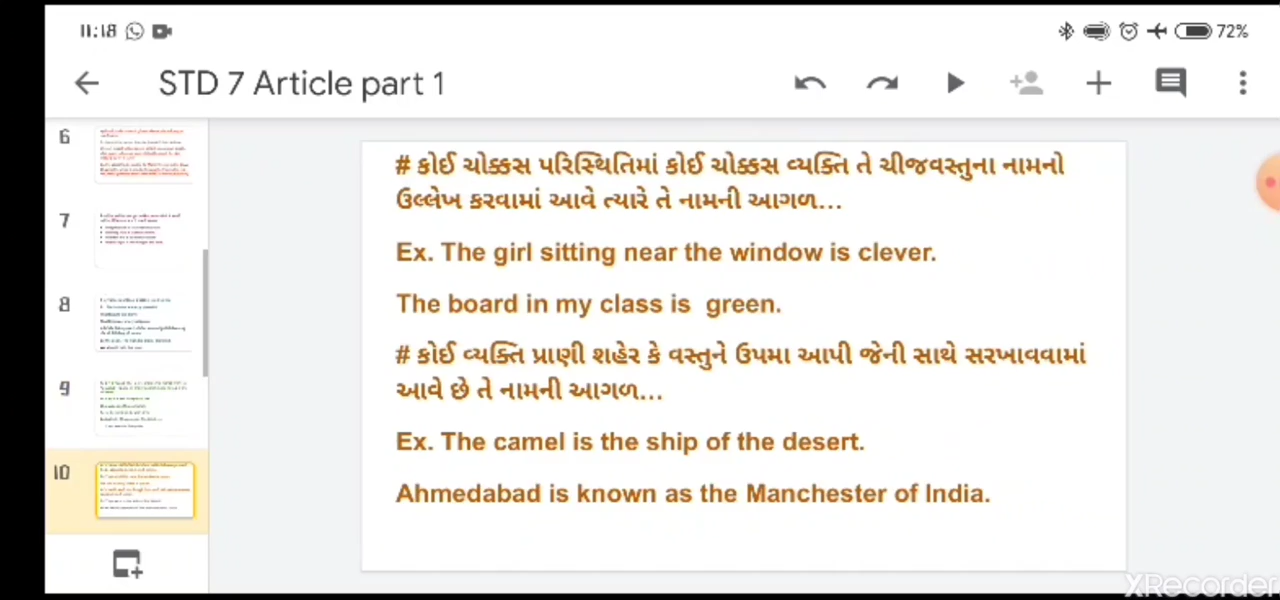 11:18
72%
STD 7 Article part 1
6
7
8
9
10
# કોઈ ચોક્કસ પરિસ્થિતિમાં કોઈ ચોક્કસ વ્યક્તિ તે ચીજવસ્તુના નામનો
ઉલ્લેખ કરવામાં આવે ત્યારે તે નામની આગળ...
Ex. The girl sitting near the window is clever.
The board in my class is green.
# કોઈ વ્યક્તિ પ્રાણી શહેર કે વસ્તુને ઉપમા આપી જેની સાથે સરખાવવામાં
આવે છે તે નામની આગળ...
Ex. The camel is the ship of the desert.
Ahmedabad is known as the Manchester of India.
XRecorder